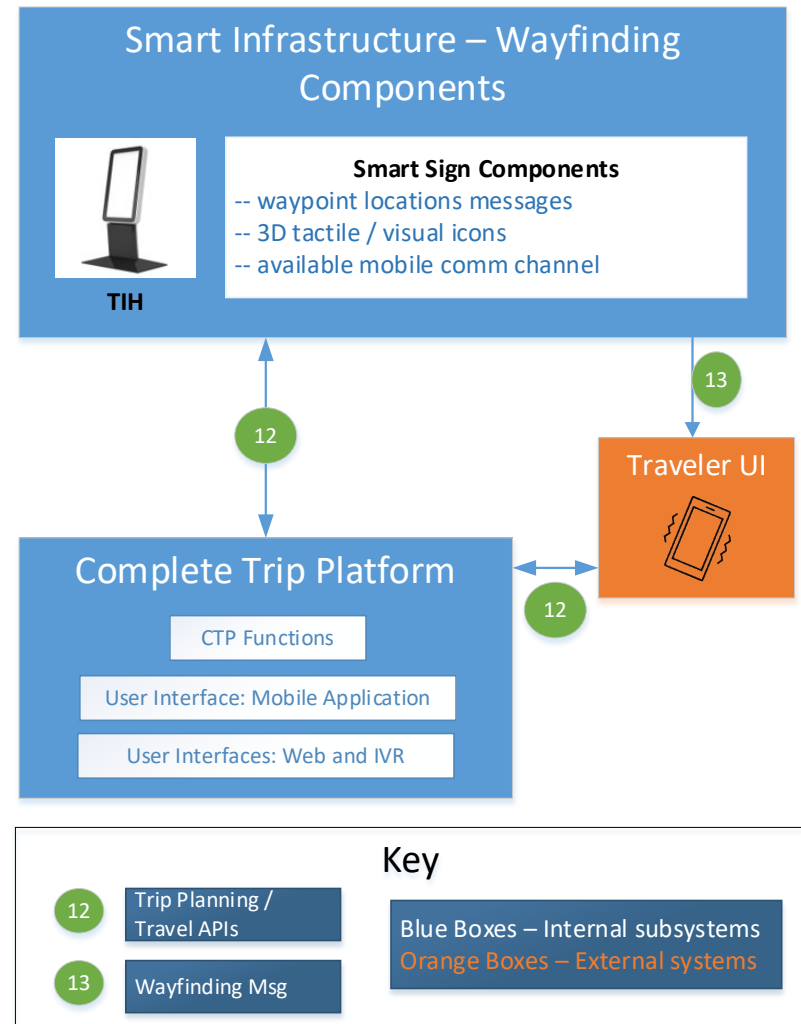 Smart Infrastructure – Wayfinding
Components
Smart Sign Components
-- waypoint locations messages
-- 3D tactile / visual icons
-- available mobile comm channel
TIH
13
12
Traveler UI
Complete Trip Platform
12
CTP Functions
User Interface: Mobile Application
User Interfaces: Web and IVR
Key
12
Trip Planning /
Travel APIs
13
Wayfinding Msg
Blue Boxes – Internal subsystems
Orange Boxes – External systems